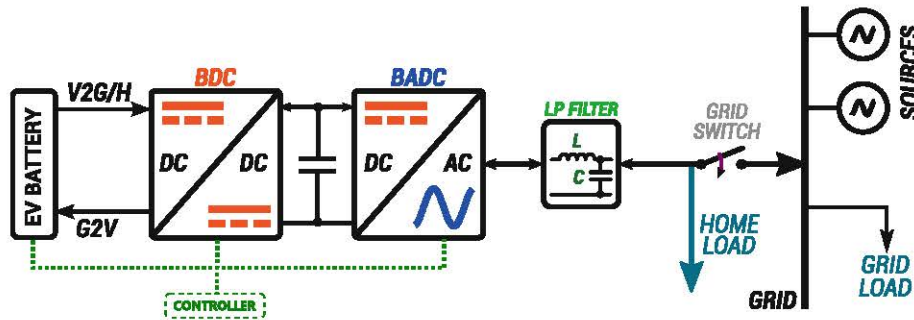 V2G/H
EV BATTERY
G2V
BDC
DC
DC
BADC
DC
AC
LP FILTER
L
C
GRID
SWITCH
HOME
LOAD
GRID
SOURCES
GRID
LOAD
CONTROLLER